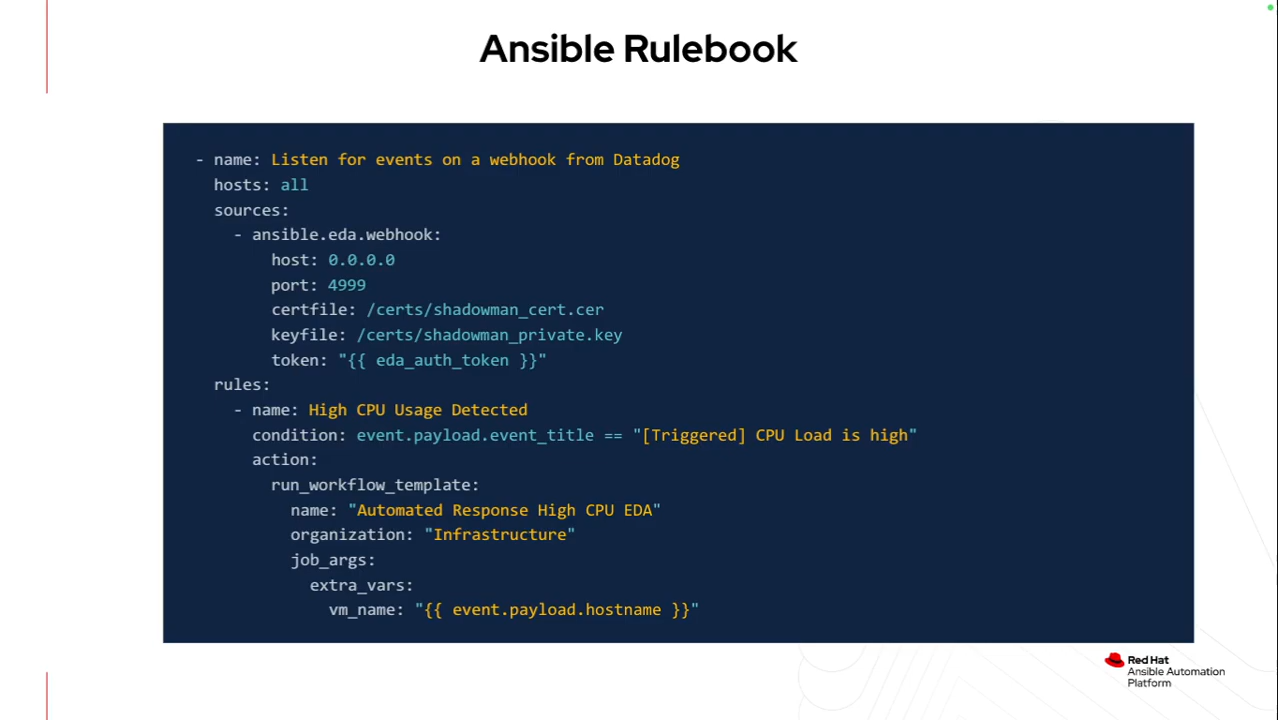 Ansible Rulebook
- name: Listen for events on a webhook from Datadog
  hosts: all
  sources:
    - ansible.eda.webhook:
        host: 0.0.0.0
        port: 4999
        certfile: /certs/shadowman_cert.cer
        keyfile: /certs/shadowman_private.key
        token: "{{ eda_auth_token }}"
  rules:
    - name: High CPU Usage Detected
      condition: event.payload.event_title == "[Triggered] CPU Load is high"
      action:
        run_workflow_template:
          name: "Automated Response High CPU EDA"
          organization: "Infrastructure"
          job_args:
            extra_vars:
              vm_name: "{{ event.payload.hostname }}"
Red Hat
Ansible Automation
Platform